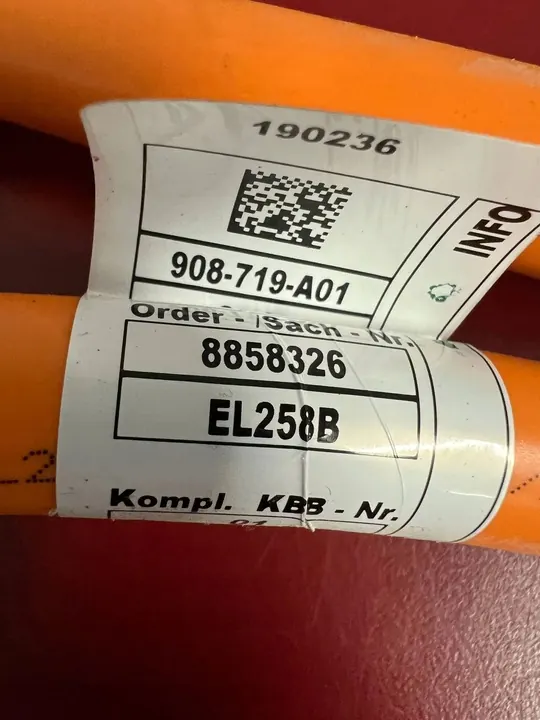 190236
INFO
908-719-A01
Order - Sach - Nr.
8858326
EL258B
Kompl. KBB - Nr.